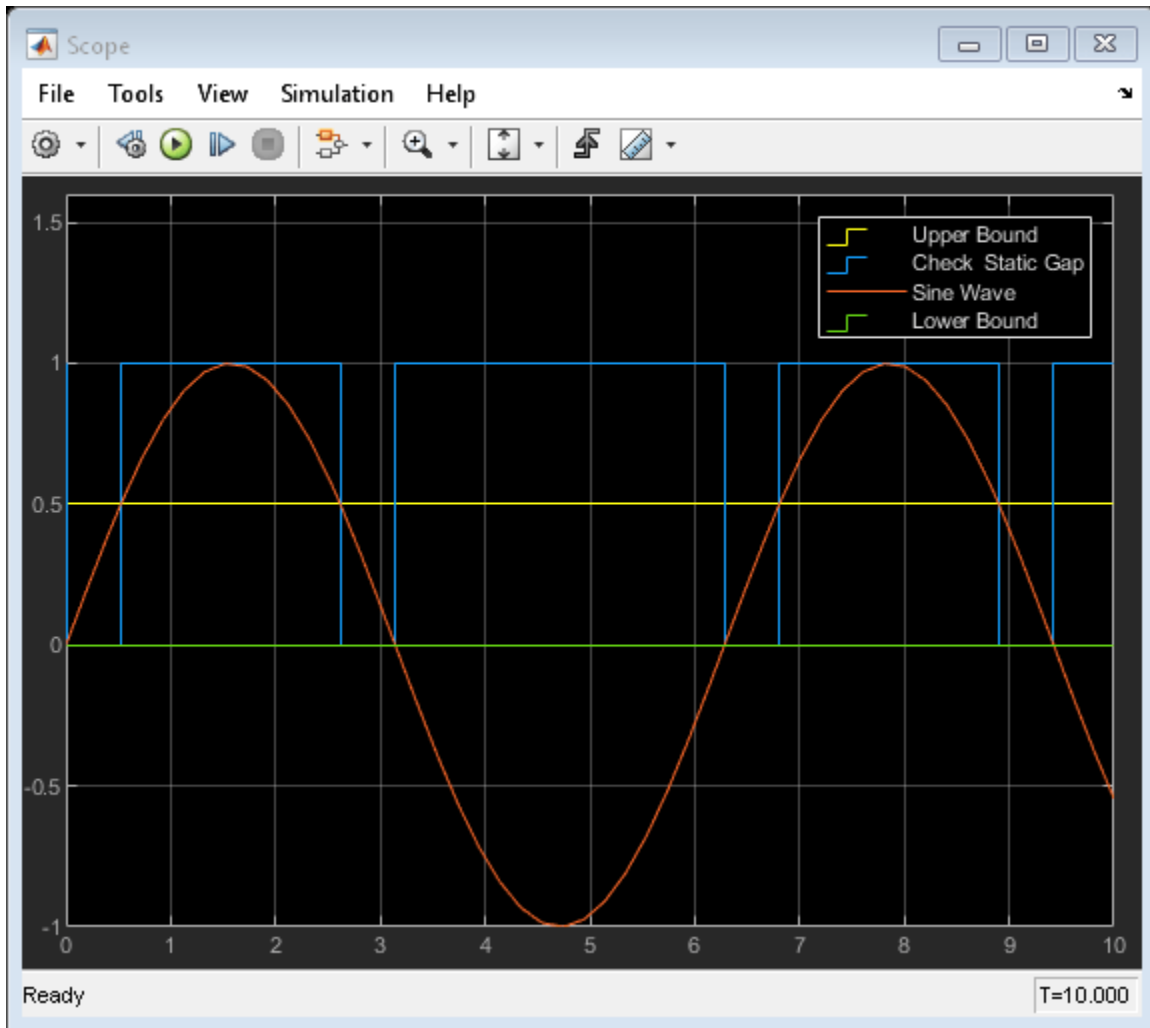 Scope
File Tools View Simulation Help
1.5
1
0.5
0
-0.5
-1
Upper Bound
Check Static Gap
Sine Wave
Lower Bound
0 1 2 3 4 5 6 7 8 9 10
Ready T=10.000